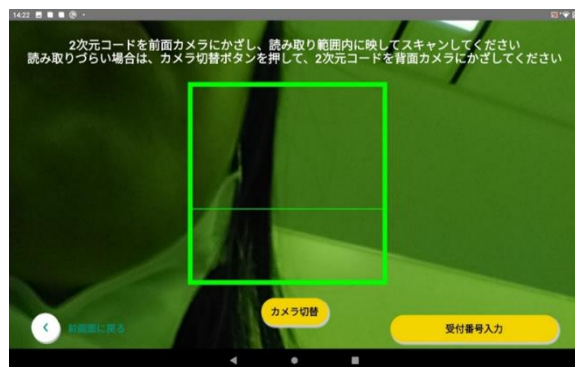 14:22
2次元コードを前面カメラにかざし、読み取り範囲内に映してスキャンしてください
読み取りづらい場合は、カメラ切替ボタンを押して、2次元コードを背面カメラにかざしてください
カメラ切替
前画面に戻る
受付番号入力